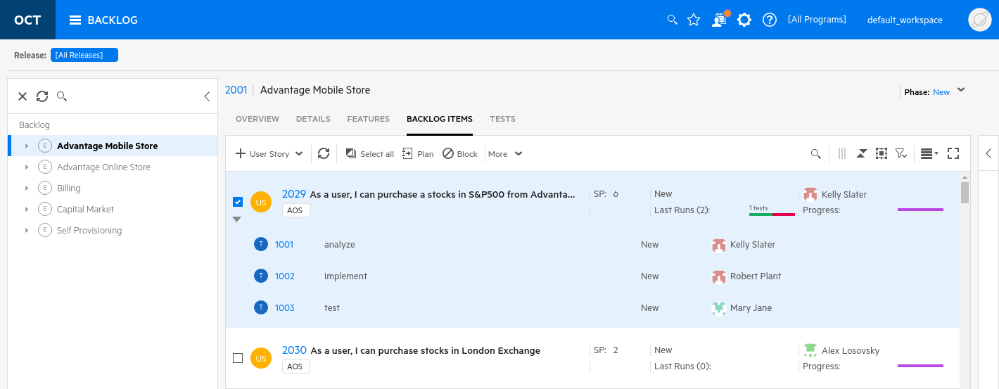 OCT BACKLOG [All Programs] default_workspace
Release: [All Releases]
2001 | Advantage Mobile Store Phase: New
OVERVIEW DETAILS FEATURES BACKLOG ITEMS TESTS
Backlog
E Advantage Mobile Store
E Advantage Online Store
E Billing
E Capital Market
E Self Provisioning
User Story Select all Plan Block More
US 2029 As a user, I can purchase a stocks in S&P500 from Advanta... SP: 6 New Kelly Slater
AOS Last Runs (2): 1 tests Progress:
T 1001 analyze New Kelly Slater
T 1002 implement New Robert Plant
T 1003 test New Mary Jane
US 2030 As a user, I can purchase stocks in London Exchange SP: 2 New Alex Losovsky
AOS Last Runs (0): Progress: